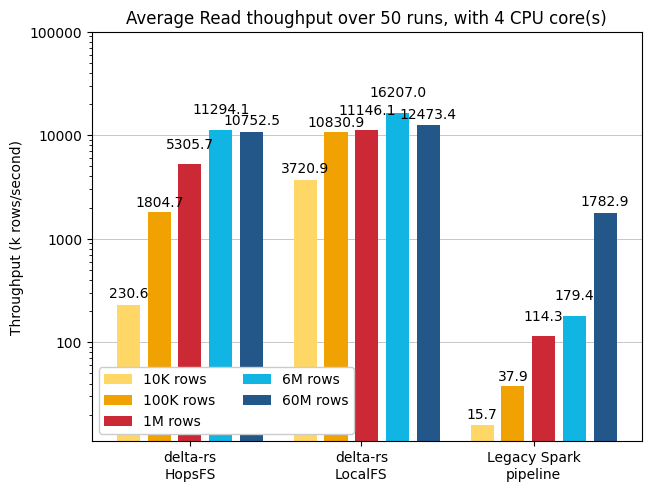 Average Read thoughput over 50 runs, with 4 CPU core(s)
Throughput (k rows/second)
100000
10000
1000
100
230.6
1804.7
5305.7
11294.1
10752.5
3720.9
10830.9
11146.1
16207.0
12473.4
15.7
37.9
114.3
179.4
1782.9
10K rows
100K rows
1M rows
6M rows
60M rows
delta-rs
HopsFS
delta-rs
LocalFS
Legacy Spark
pipeline